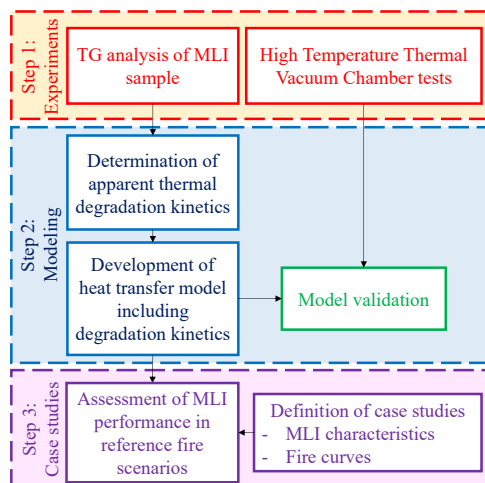 Step 1:
Experiments
TG analysis of MLI
sample
High Temperature Thermal
Vacuum Chamber tests
Step 2:
Modeling
Determination of
apparent thermal
degradation kinetics
Development of
heat transfer model
including
degradation kinetics
Model validation
Step 3:
Case studies
Assessment of MLI
performance in
reference fire
scenarios
Definition of case studies
- MLI characteristics
- Fire curves